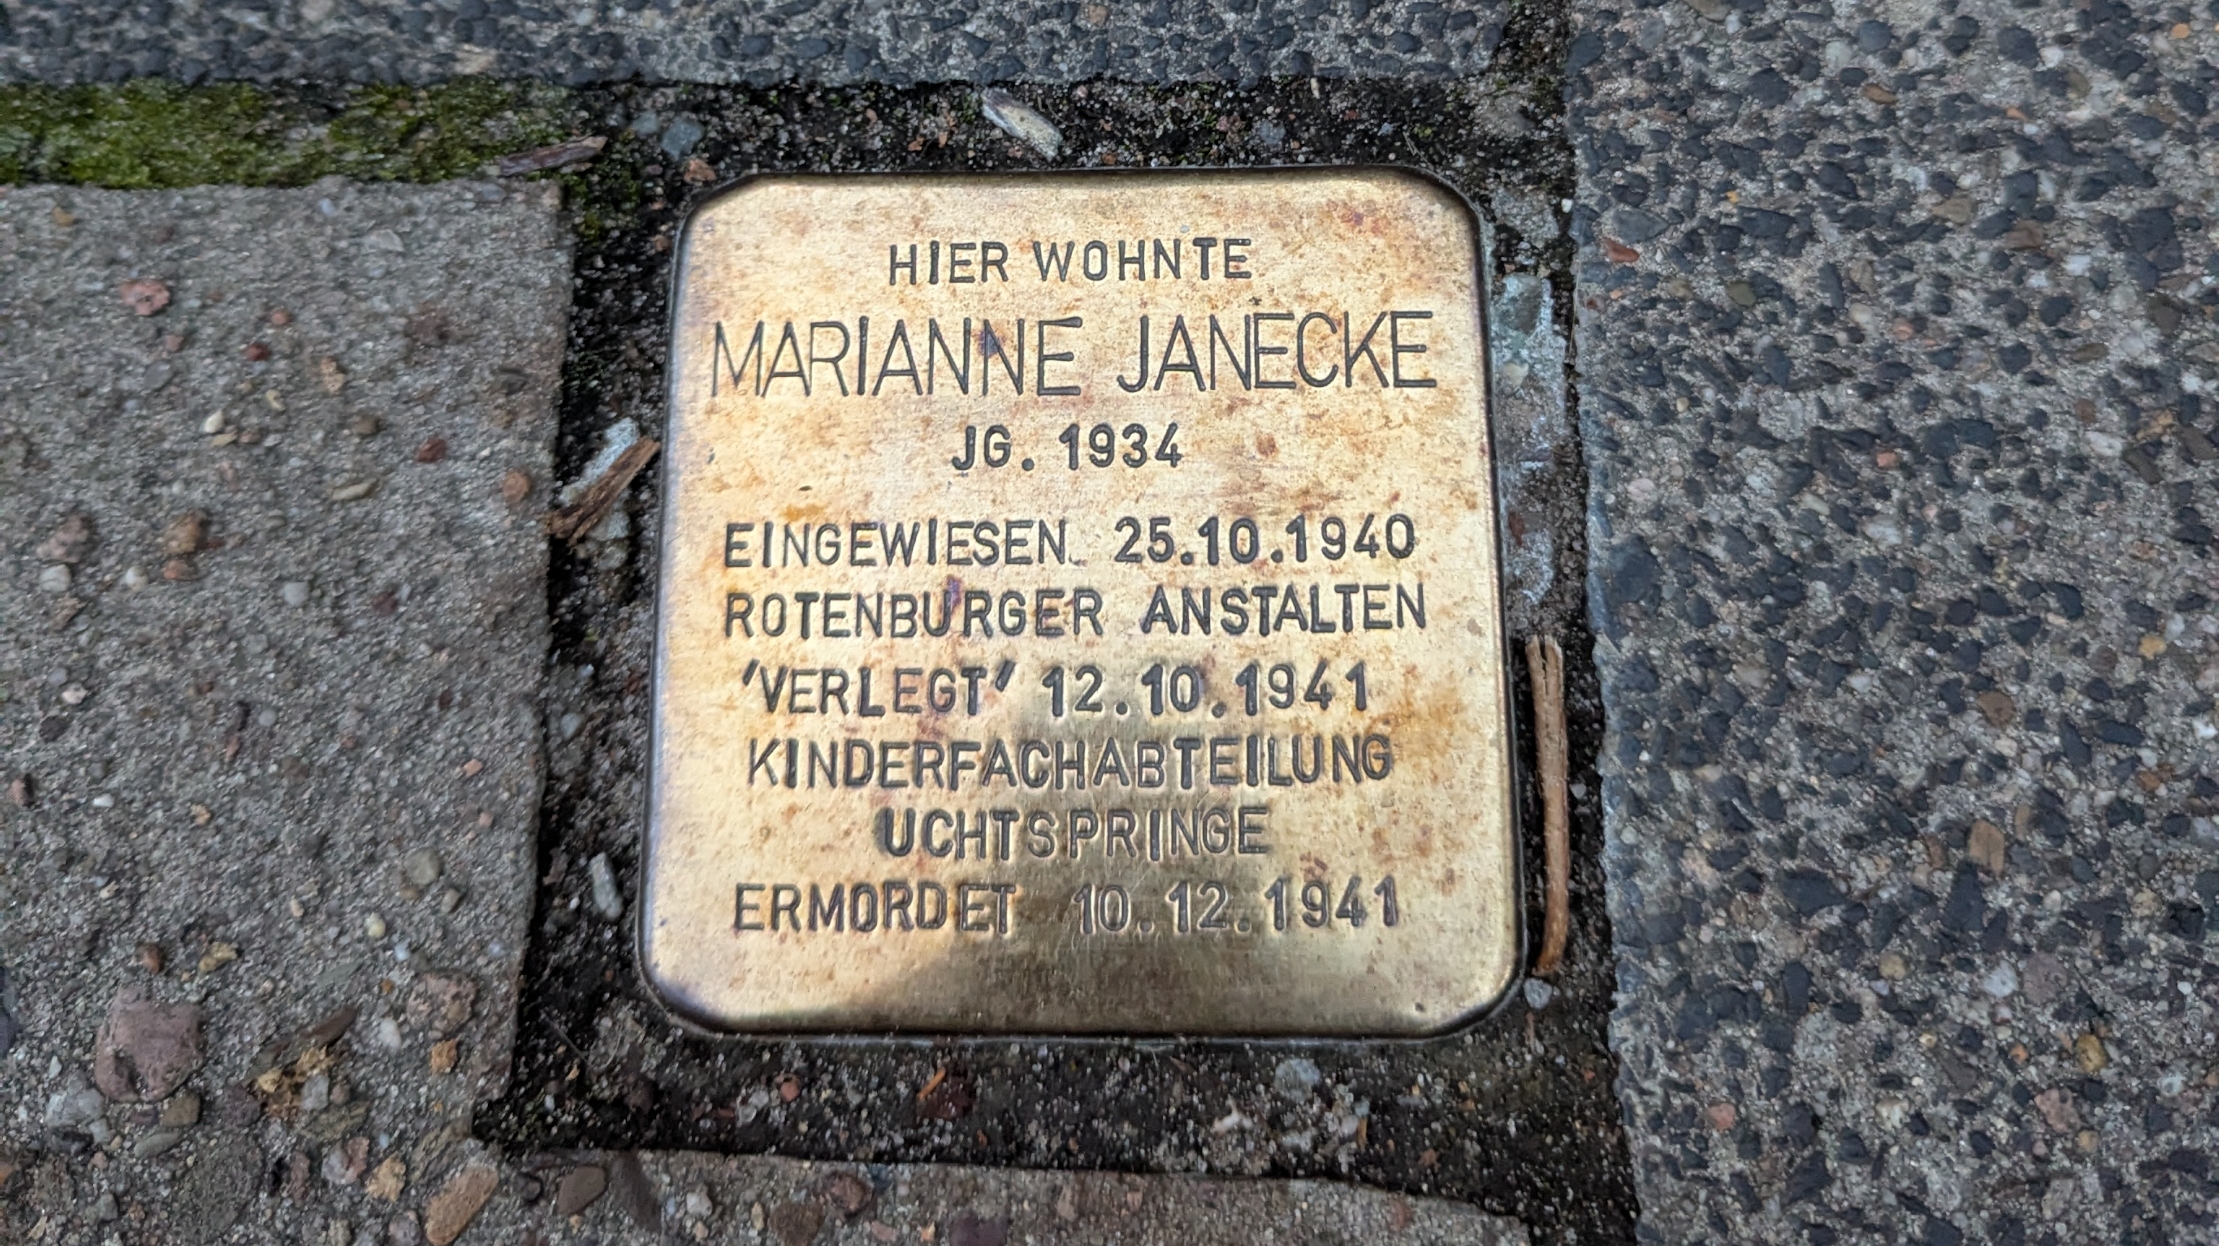 HIER WOHNTE
MARIANNE JANECKE
JG. 1934
EINGEWIESEN 25.10.1940
ROTENBURGER ANSTALTEN
'VERLEGT' 12.10.1941
KINDERFACHABTEILUNG
UCHTSPRINGE
ERMORDET 10.12.1941